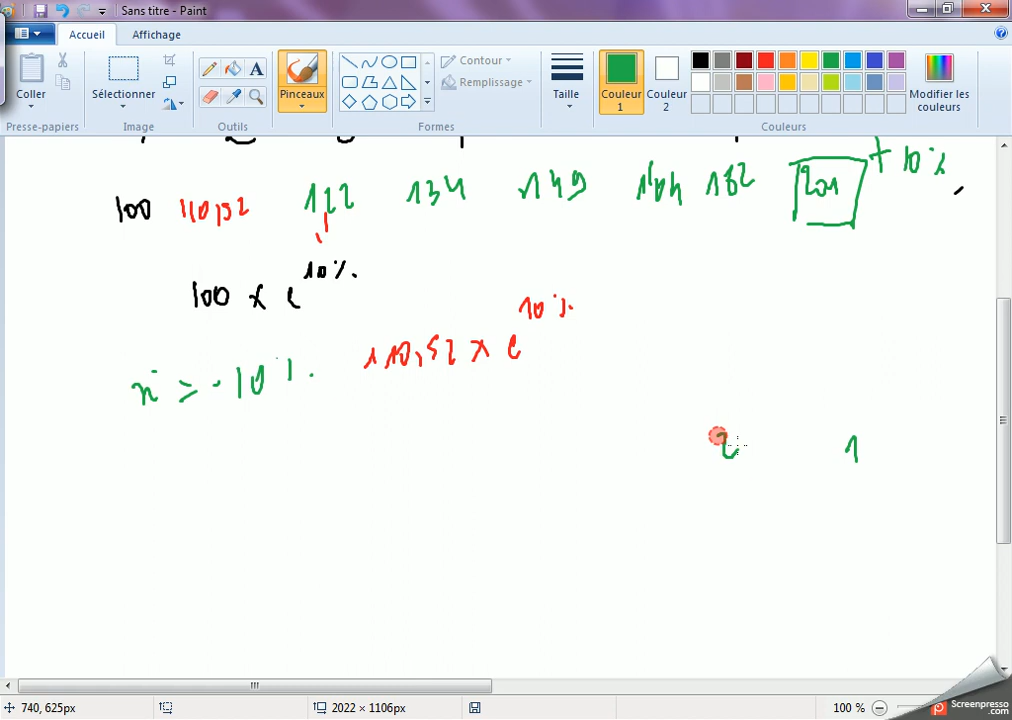 Sans titre - Paint
Accueil Affichage
Coller Sélectionner Pinceaux Contour Remplissage Taille Couleur 1 Couleur 2 Modifier les couleurs
Presse-papiers Image Outils Formes Couleurs
+ 10%
100 110,52 122 134 149 164 182 201
100 x e 10%
110,52 x e 10%
n > -10%.
2 1
740, 625px 2022 × 1106px 100 % Screenpresso .com